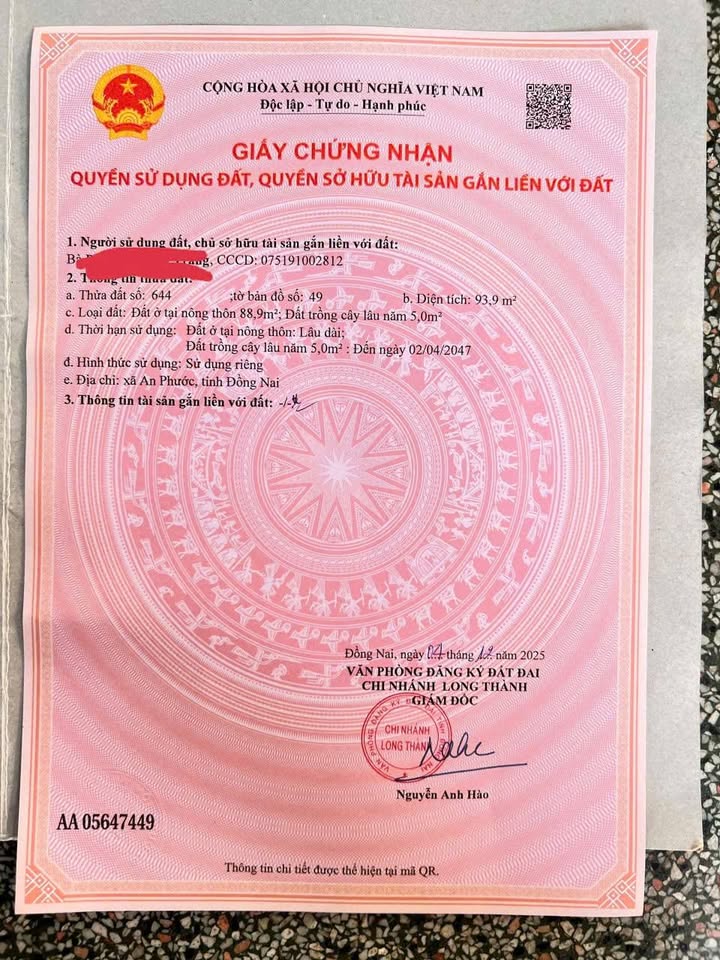 CỘNG HÒA XÃ HỘI CHỦ NGHĨA VIỆT NAM
Độc lập - Tự do - Hạnh phúc
GIẤY CHỨNG NHẬN
QUYỀN SỬ DỤNG ĐẤT, QUYỀN SỞ HỮU TÀI SẢN GẮN LIỀN VỚI ĐẤT
1. Người sử dụng đất, chủ sở hữu tài sản gắn liền với đất:
Bà , CCCD: 075191002812
2. Thông tin thửa đất:
a. Thửa đất số: 644 ;tờ bản đồ số: 49 b. Diện tích: 93,9 m²
c. Loại đất: Đất ở tại nông thôn 88,9m²; Đất trồng cây lâu năm 5,0m²
d. Thời hạn sử dụng: Đất ở tại nông thôn: Lâu dài;
Đất trồng cây lâu năm 5,0m² : Đến ngày 02/04/2047
đ. Hình thức sử dụng: Sử dụng riêng
e. Địa chỉ: xã An Phước, tỉnh Đồng Nai
3. Thông tin tài sản gắn liền với đất: -/-
Đồng Nai, ngày tháng 12 năm 2025
VĂN PHÒNG ĐĂNG KÝ ĐẤT ĐAI
CHI NHÁNH LONG THÀNH
GIÁM ĐỐC
CHI NHÁNH
LONG THÀNH
Nguyễn Anh Hào
AA 05647449
Thông tin chi tiết được thể hiện tại mã QR.